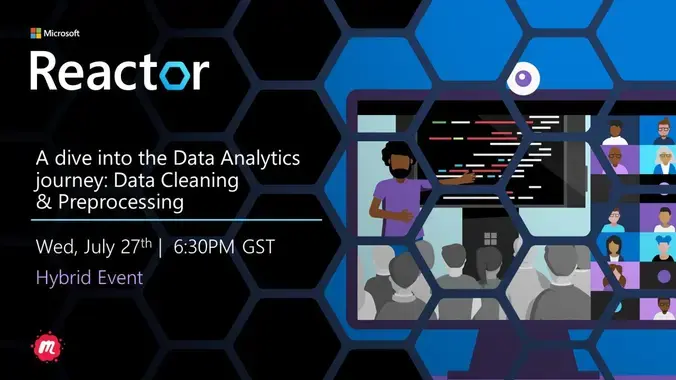 Microsoft
Reactor
A dive into the Data Analytics
journey: Data Cleaning
& Preprocessing
Wed, July 27th | 6:30PM GST
Hybrid Event
m